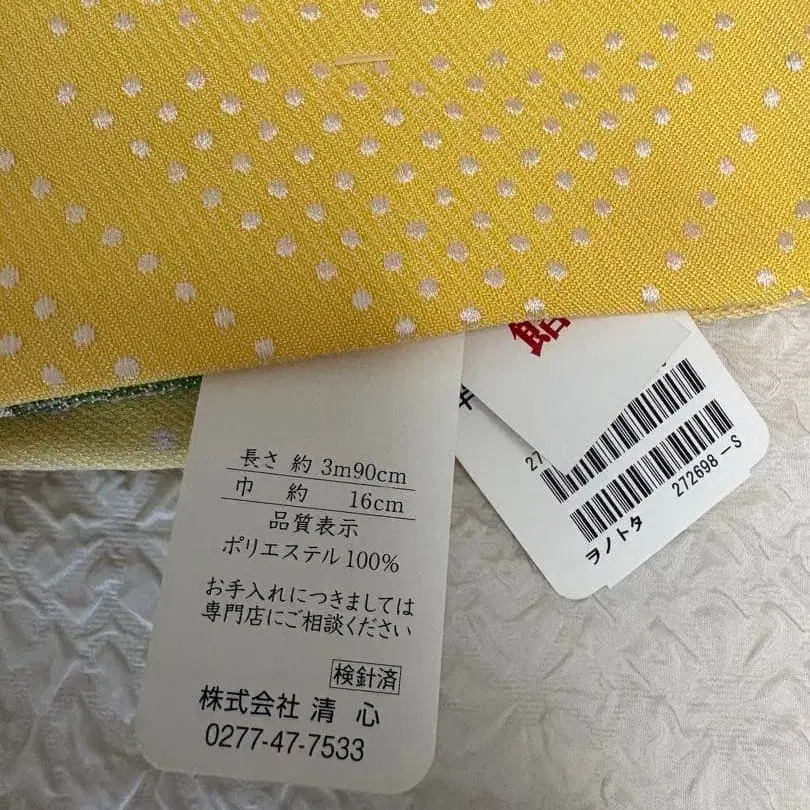 長さ 約 3m90cm
巾 約 16cm
品質表示
ポリエステル100%
お手入れにつきましては
専門店にご相談ください
検針済
株式会社 清 心
0277-47-7533
27
272698-S
ヲノトタ